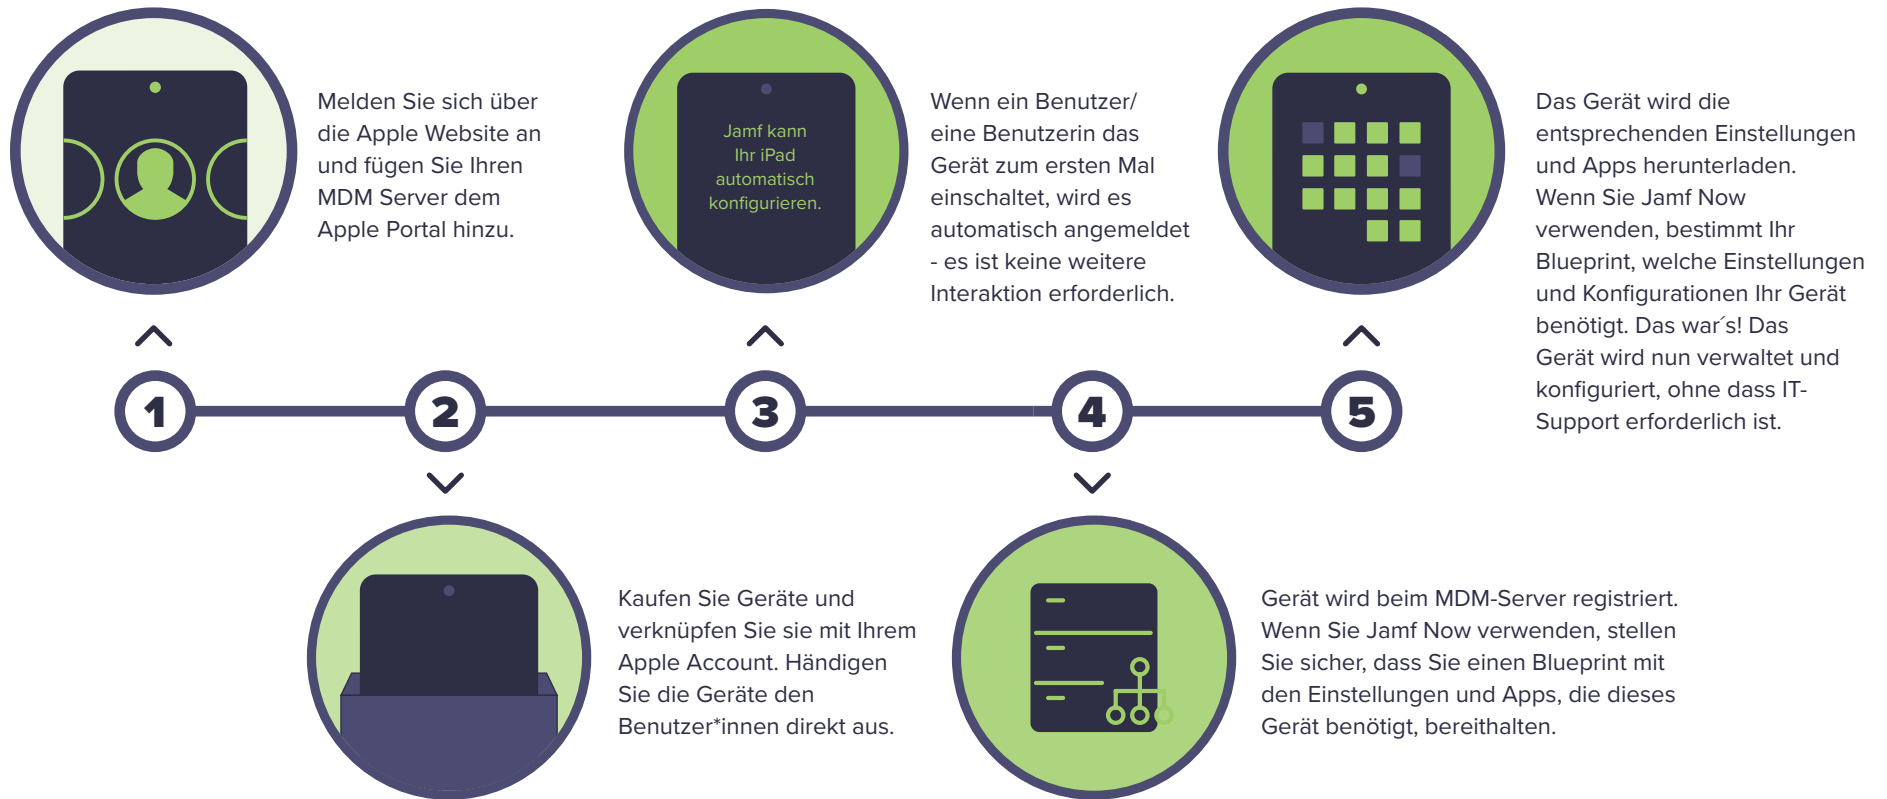 Melden Sie sich über
die Apple Website an
und fügen Sie Ihren
MDM Server dem
Apple Portal hinzu.
Jamf kann
Ihr iPad
automatisch
konfigurieren.
Wenn ein Benutzer/
eine Benutzerin das
Gerät zum ersten Mal
einschaltet, wird es
automatisch angemeldet
- es ist keine weitere
Interaktion erforderlich.
Das Gerät wird die
entsprechenden Einstellungen
und Apps herunterladen.
Wenn Sie Jamf Now
verwenden, bestimmt Ihr
Blueprint, welche Einstellungen
und Konfigurationen Ihr Gerät
benötigt. Das war´s! Das
Gerät wird nun verwaltet und
konfiguriert, ohne dass IT-
Support erforderlich ist.
1
2
3
4
5
Kaufen Sie Geräte und
verknüpfen Sie sie mit Ihrem
Apple Account. Händigen
Sie die Geräte den
Benutzer*innen direkt aus.
Gerät wird beim MDM-Server registriert.
Wenn Sie Jamf Now verwenden, stellen
Sie sicher, dass Sie einen Blueprint mit
den Einstellungen und Apps, die dieses
Gerät benötigt, bereithalten.